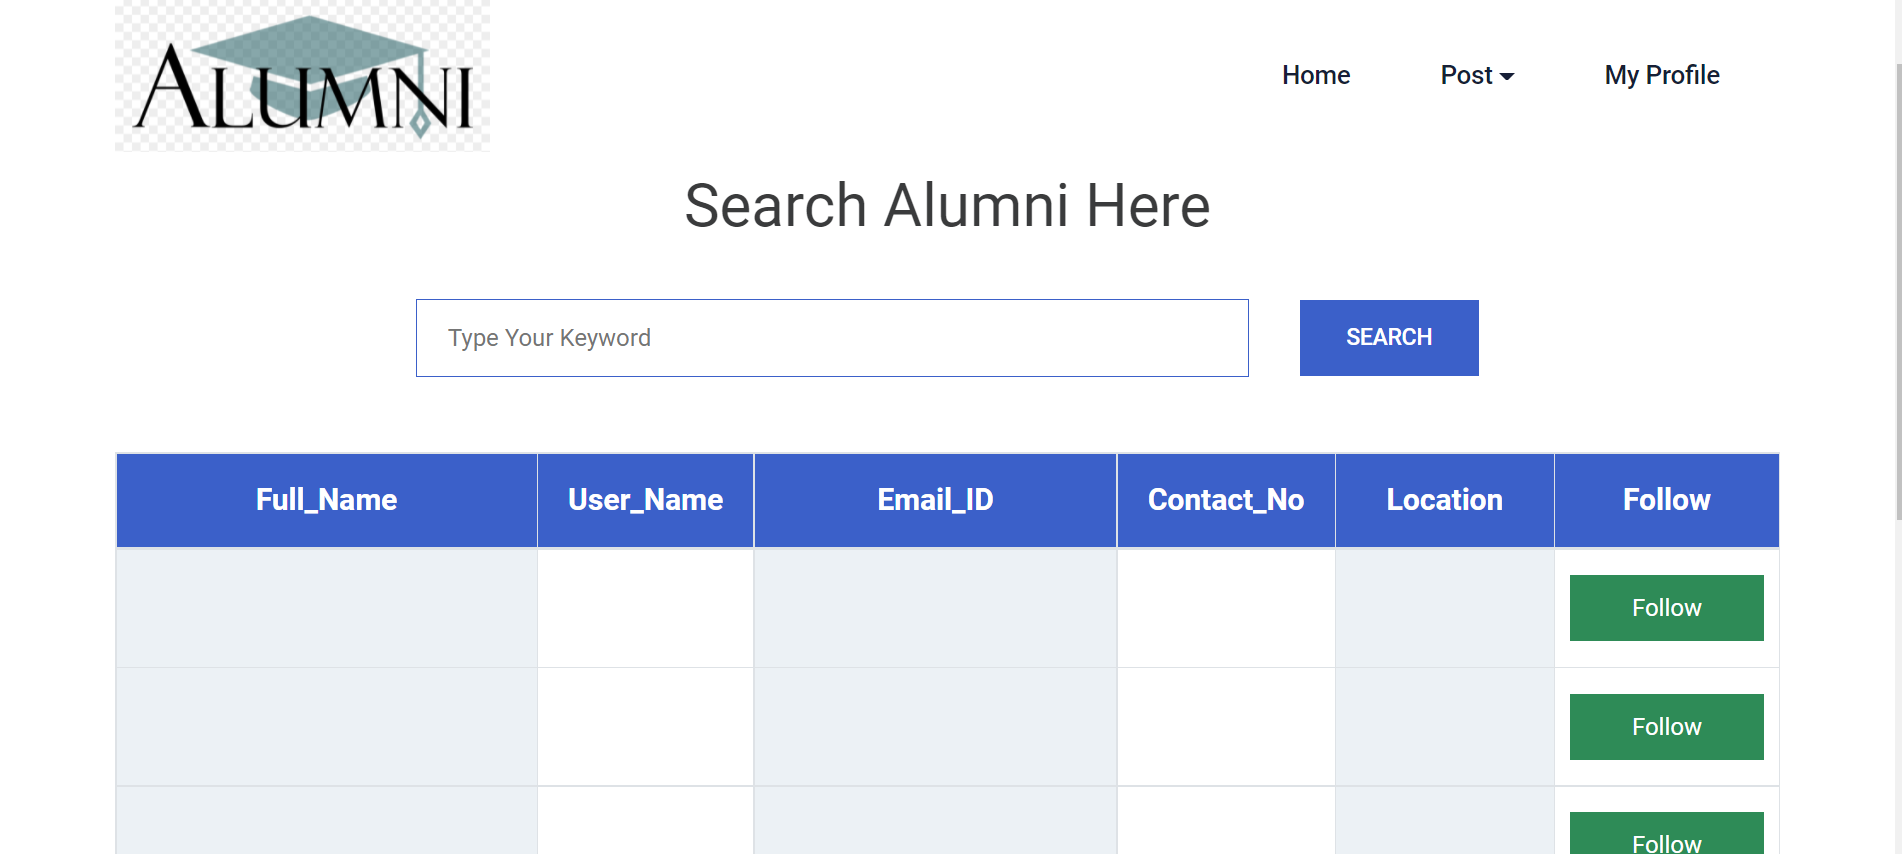 ALUMNI
Home Post My Profile
Search Alumni Here
Type Your Keyword SEARCH
Full_Name User_Name Email_ID Contact_No Location Follow
Follow
Follow
Follow